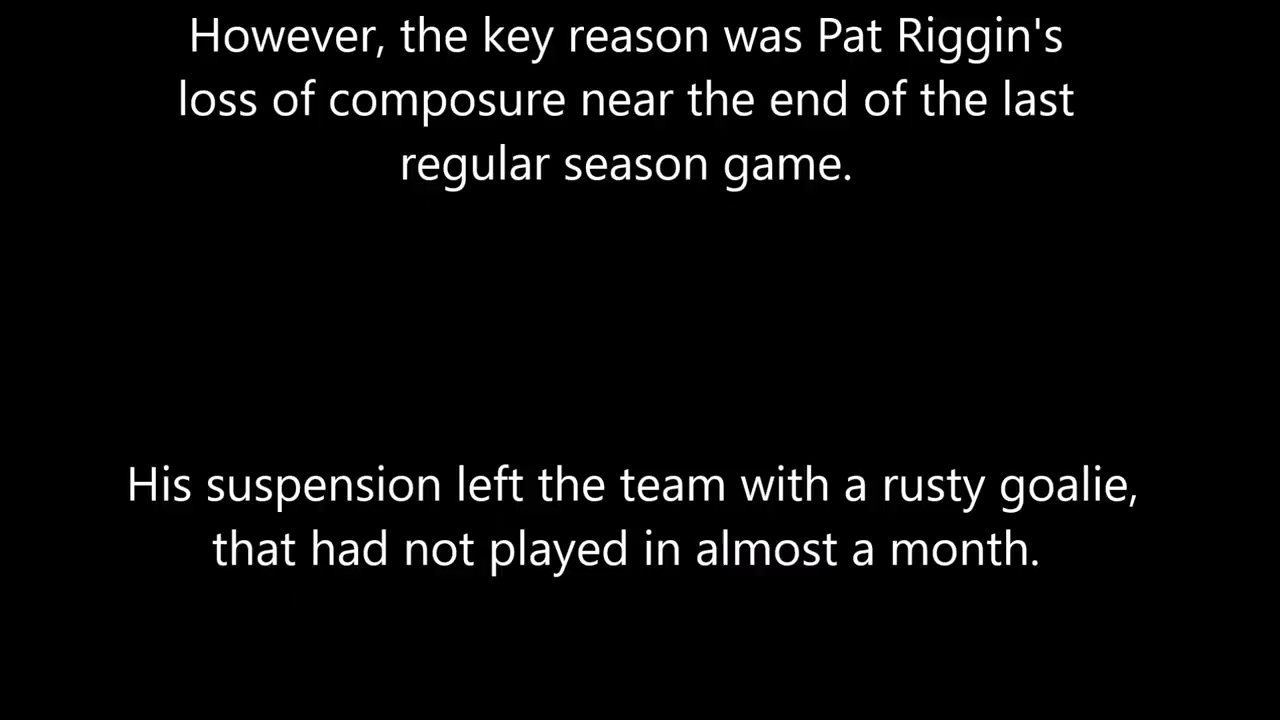 However, the key reason was Pat Riggin's
loss of composure near the end of the last
regular season game.
His suspension left the team with a rusty goalie,
that had not played in almost a month.